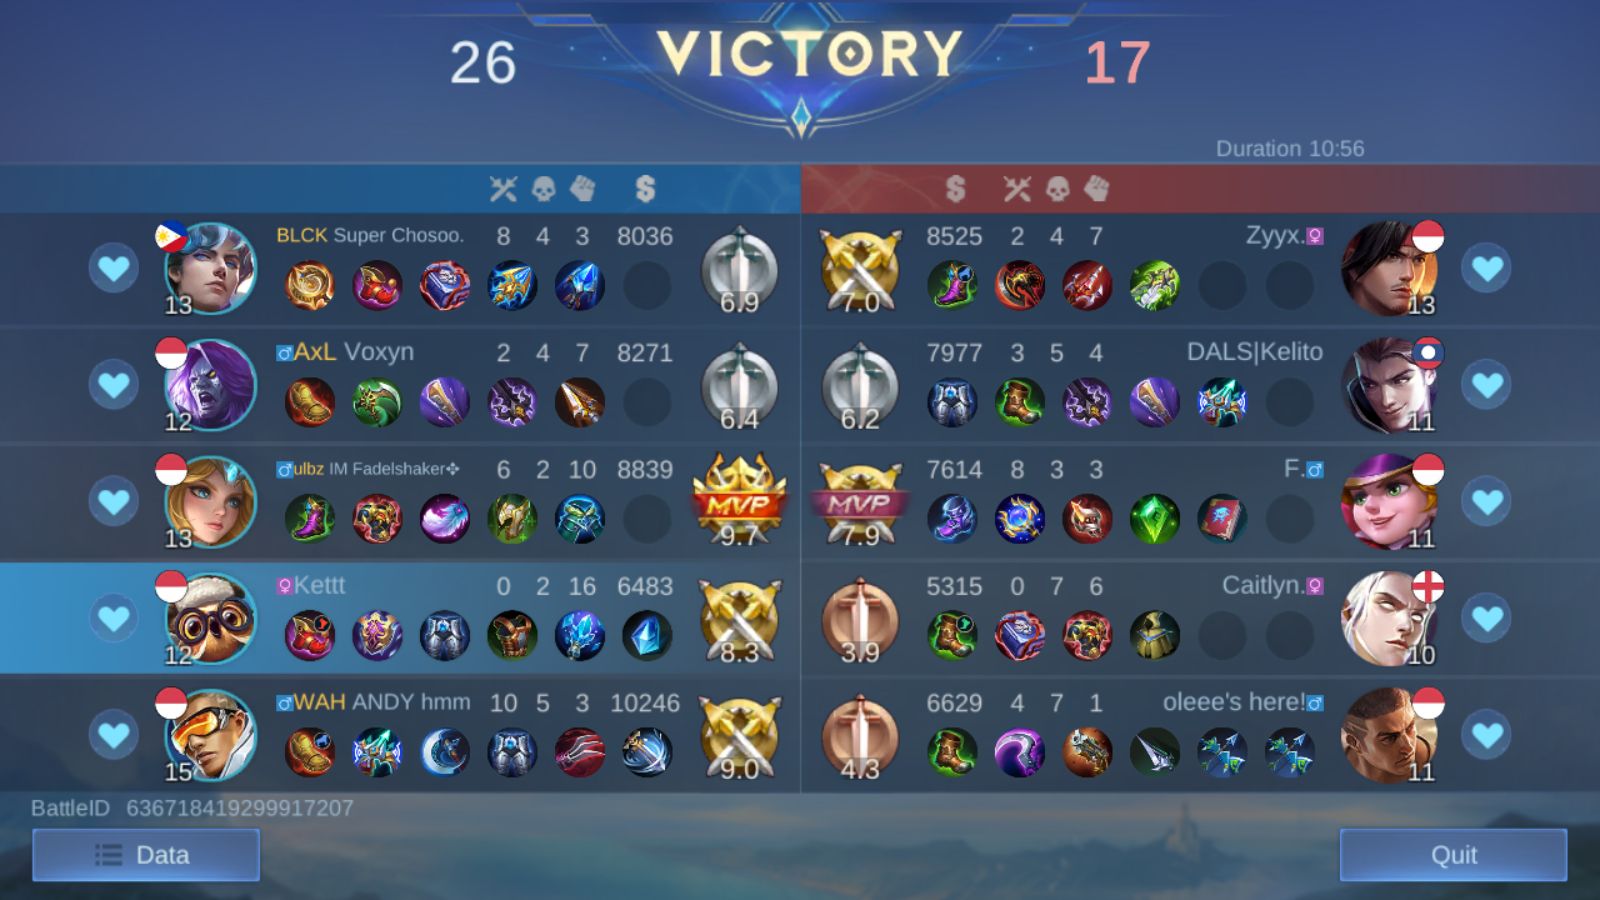 26 VICTORY 17
Duration 10:56
BLCK Super Chosoo. 8 4 3 8036 6.9 13
7.0 8525 2 4 7 Zyyx. 13
AxL Voxyn 2 4 7 8271 6.4 12
6.2 7977 3 5 4 DALS|Kelito 11
ulbz IM Fadelshaker 6 2 10 8839 MVP 9.7 13
MVP 7.9 7614 8 3 3 F. 11
Kettt 0 2 16 6483 8.3 12
3.9 5315 0 7 6 Caitlyn. 10
WAH ANDY hmm 10 5 3 10246 9.0 15
4.3 6629 4 7 1 oleee's here! 11
BattleID 636718419299917207
Data Quit